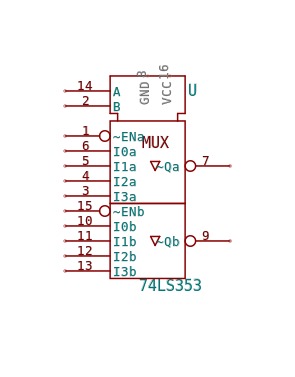 GND 8
VCC 16
U
14 A
2 B
MUX
1 ~ENa
6 I0a
5 I1a
4 I2a
3 I3a
~Qa 7
15 ~ENb
10 I0b
11 I1b
12 I2b
13 I3b
~Qb 9
74LS353